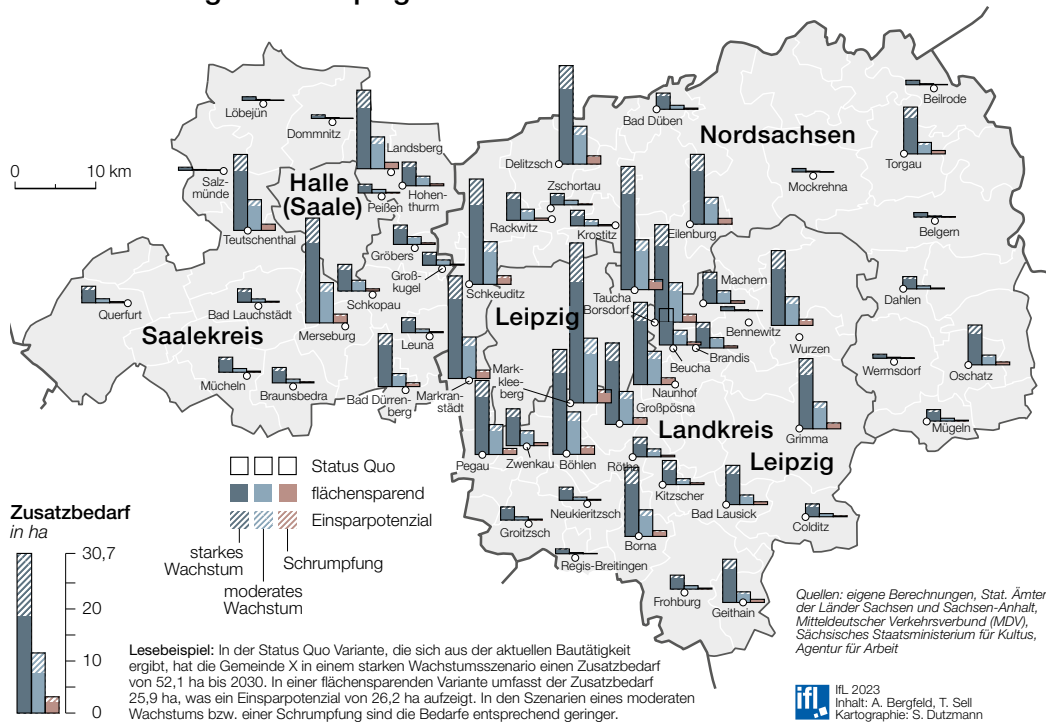 Nordsachsen
Halle
(Saale)
Leipzig
Saalekreis
Landkreis
Leipzig
0 10 km
Löbejün
Dommnitz
Landsberg
Salz-
münde
Peißen
Hohen-
thurm
Teutschenthal
Gröbers
Groß-
kugel
Schkopau
Merseburg
Querfurt
Bad Lauchstädt
Leuna
Mücheln
Braunsbedra
Bad Dürren-
berg
Delitzsch
Bad Düben
Beilrode
Torgau
Mockrehna
Zschortau
Rackwitz
Krostitz
Eilenburg
Belgern
Schkeuditz
Taucha
Borsdorf
Machern
Bennewitz
Dahlen
Wurzen
Brandis
Beucha
Wermsdorf
Oschatz
Mark-
klee-
berg
Markran-
städt
Naunhof
Großpösna
Grimma
Mügeln
Pegau
Zwenkau
Böhlen
Rötha
Kitzscher
Bad Lausick
Colditz
Neukieritzsch
Groitzsch
Borna
Regis-Breitingen
Frohburg
Geithain
Status Quo
flächensparend
Einsparpotenzial
starkes
Wachstum
moderates
Wachstum
Schrumpfung
Zusatzbedarf
in ha
30,7
20
10
0
Lesebeispiel: In der Status Quo Variante, die sich aus der aktuellen Bautätigkeit
ergibt, hat die Gemeinde X in einem starken Wachstumsszenario einen Zusatzbedarf
von 52,1 ha bis 2030. In einer flächensparenden Variante umfasst der Zusatzbedarf
25,9 ha, was ein Einsparpotenzial von 26,2 ha aufzeigt. In den Szenarien eines moderaten
Wachstums bzw. einer Schrumpfung sind die Bedarfe entsprechend geringer.
Quellen: eigene Berechnungen, Stat. Ämter
der Länder Sachsen und Sachsen-Anhalt,
Mitteldeutscher Verkehrsverbund (MDV),
Sächsisches Staatsministerium für Kultus,
Agentur für Arbeit
ifl
IfL 2023
Inhalt: A. Bergfeld, T. Sell
Kartographie: S. Dutzmann